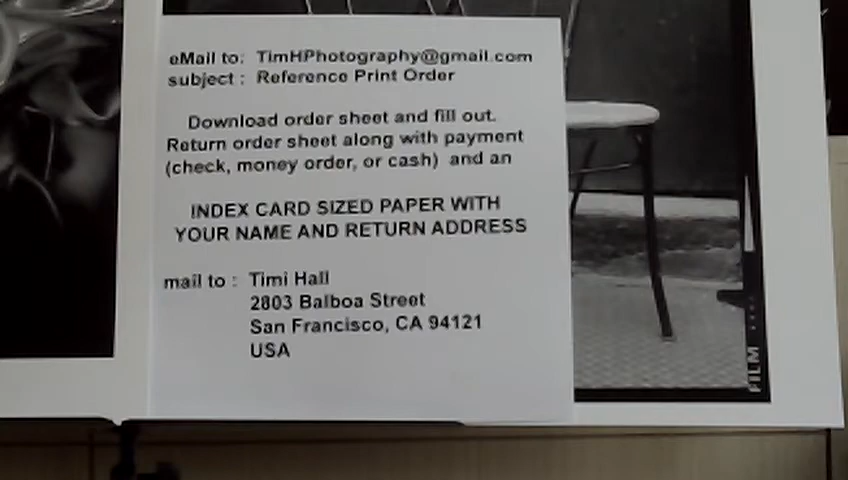 eMail to: TimHPhotography@gmail.com
subject : Reference Print Order
Download order sheet and fill out.
Return order sheet along with payment
(check, money order, or cash) and an
INDEX CARD SIZED PAPER WITH
YOUR NAME AND RETURN ADDRESS
mail to : Timi Hall
2803 Balboa Street
San Francisco, CA 94121
USA
FILM